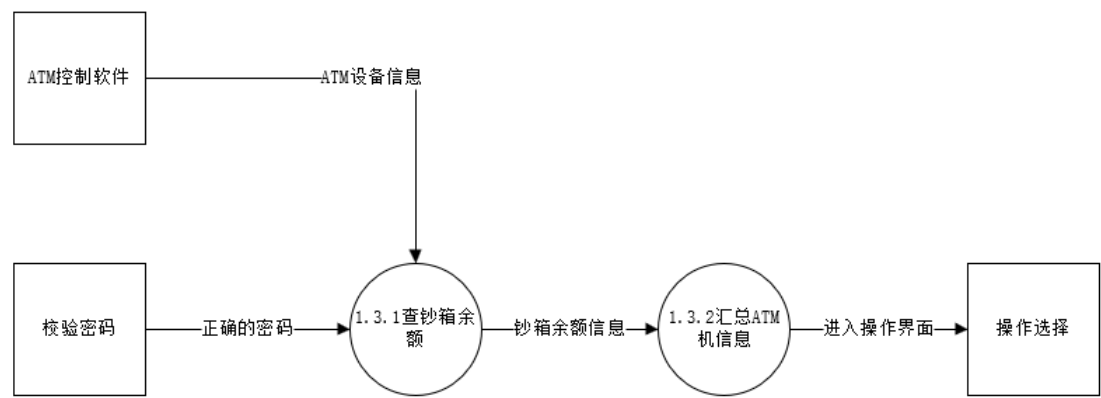 ATM控制软件
ATM设备信息
校验密码
正确的密码
1.3.1查钞箱余
额
钞箱余额信息
1.3.2汇总ATM
机信息
进入操作界面
操作选择